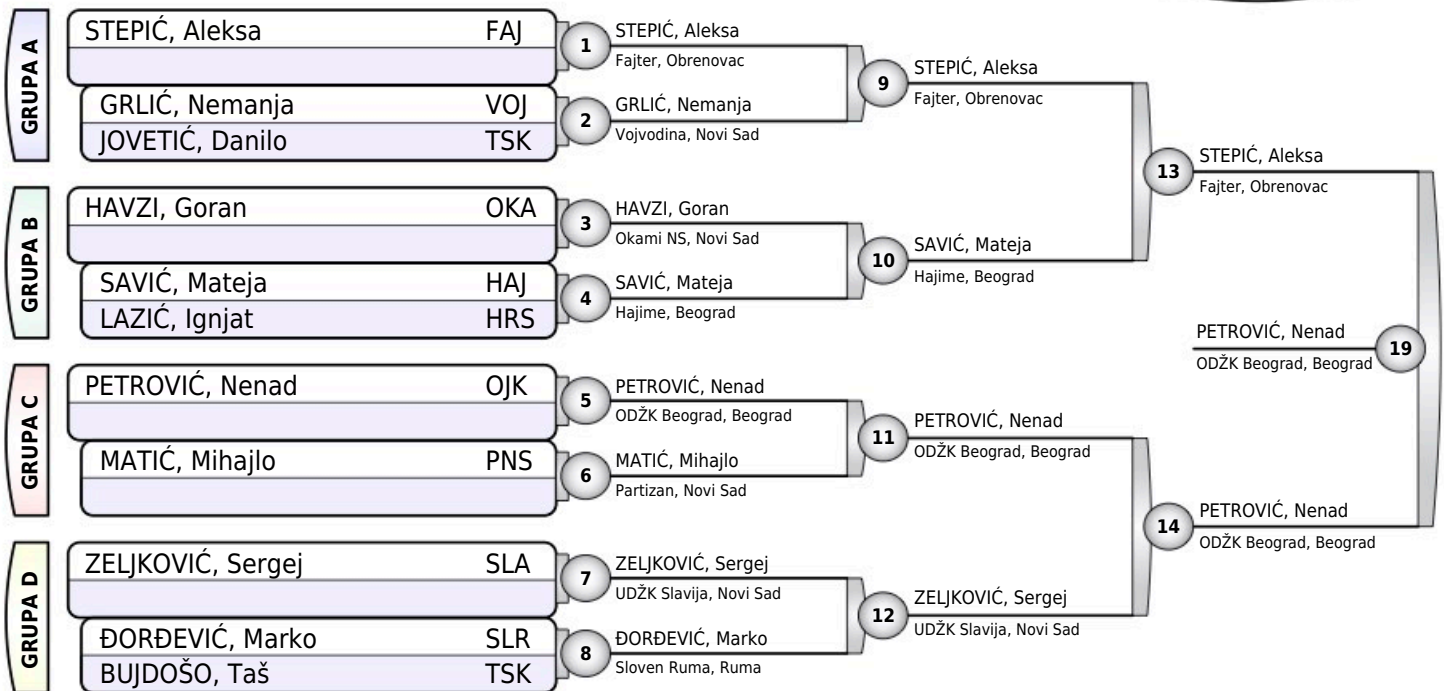 GRUPA A
STEPIĆ, Aleksa FAJ
GRLIĆ, Nemanja VOJ
JOVETIĆ, Danilo TSK
GRUPA B
HAVZI, Goran OKA
SAVIĆ, Mateja HAJ
LAZIĆ, Ignjat HRS
GRUPA C
PETROVIĆ, Nenad OJK
MATIĆ, Mihajlo PNS
GRUPA D
ZELJKOVIĆ, Sergej SLA
ĐORĐEVIĆ, Marko SLR
BUJDOŠO, Taš TSK
1
STEPIĆ, Aleksa
Fajter, Obrenovac
2
GRLIĆ, Nemanja
Vojvodina, Novi Sad
3
HAVZI, Goran
Okami NS, Novi Sad
4
SAVIĆ, Mateja
Hajime, Beograd
5
PETROVIĆ, Nenad
ODŽK Beograd, Beograd
6
MATIĆ, Mihajlo
Partizan, Novi Sad
7
ZELJKOVIĆ, Sergej
UDŽK Slavija, Novi Sad
8
ĐORĐEVIĆ, Marko
Sloven Ruma, Ruma
9
STEPIĆ, Aleksa
Fajter, Obrenovac
10
SAVIĆ, Mateja
Hajime, Beograd
11
PETROVIĆ, Nenad
ODŽK Beograd, Beograd
12
ZELJKOVIĆ, Sergej
UDŽK Slavija, Novi Sad
13
STEPIĆ, Aleksa
Fajter, Obrenovac
14
PETROVIĆ, Nenad
ODŽK Beograd, Beograd
PETROVIĆ, Nenad
ODŽK Beograd, Beograd
19